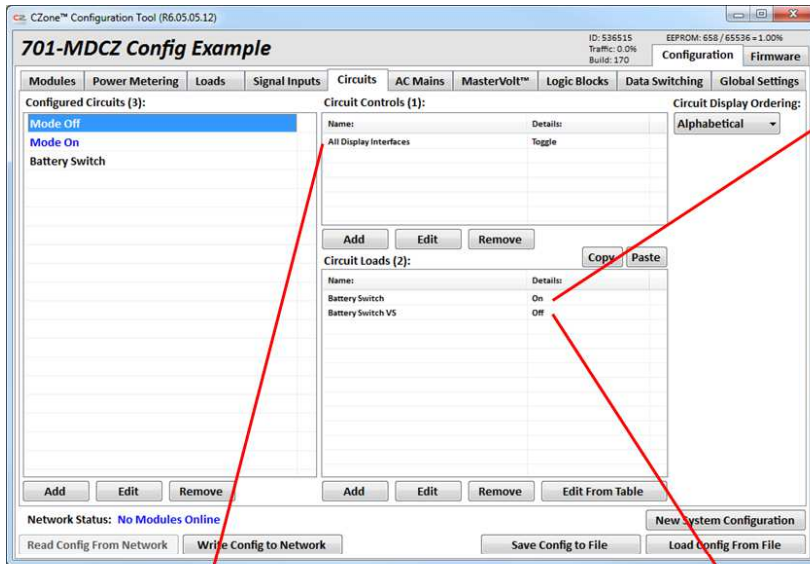 CZ CZone™ Configuration Tool (R6.05.05.12)
701-MDCZ Config Example
ID: 536515
Traffic: 0.0%
Build: 170
EEPROM: 658 / 65536 = 1.00%
Configuration Firmware
Modules Power Metering Loads Signal Inputs Circuits AC Mains MasterVolt™ Logic Blocks Data Switching Global Settings
Configured Circuits (3):
Mode Off
Mode On
Battery Switch
Add Edit Remove
Circuit Controls (1):
Name: Details:
All Display Interfaces Toggle
Add Edit Remove
Copy Paste
Circuit Loads (2):
Name: Details:
Battery Switch On
Battery Switch VS Off
Add Edit Remove Edit From Table
Circuit Display Ordering:
Alphabetical
Network Status: No Modules Online
New System Configuration
Read Config From Network Write Config to Network Save Config to File Load Config From File